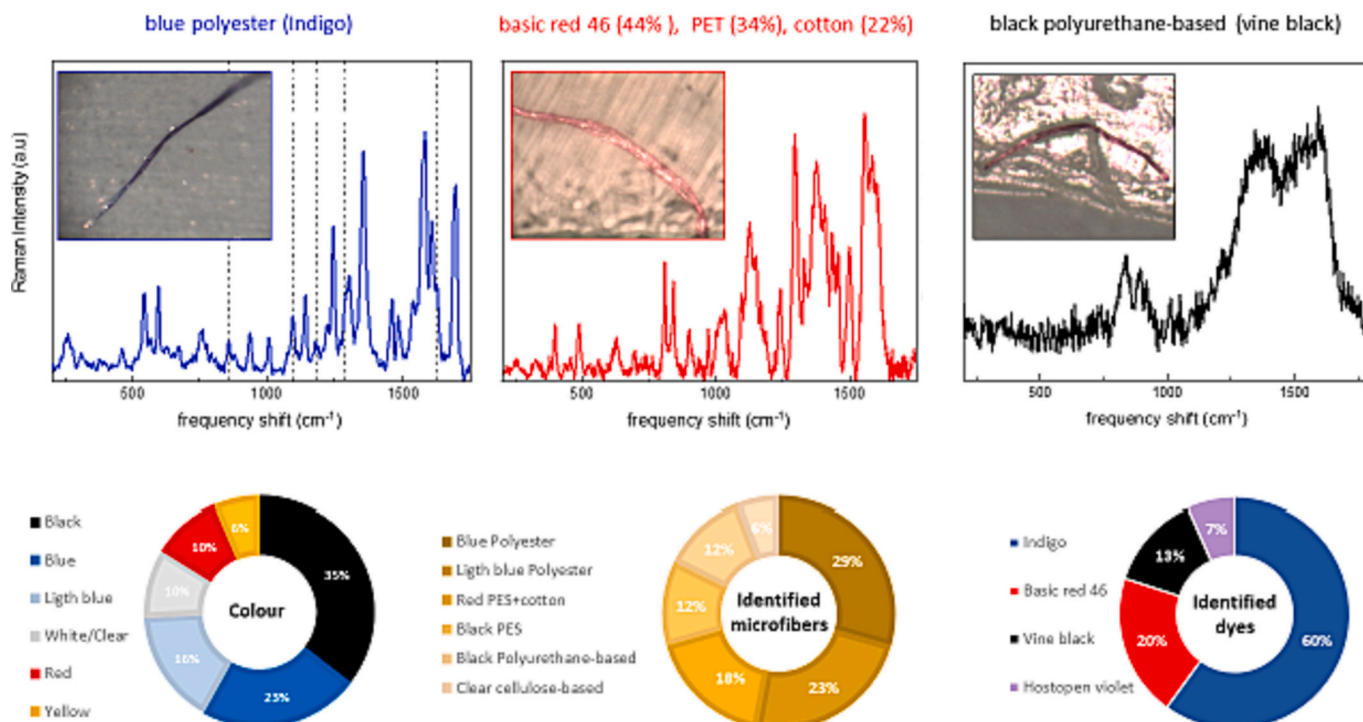 blue polyester (Indigo)
basic red 46 (44% ), PET (34%), cotton (22%)
black polyurethane-based (vine black)
Raman Intensity (a.u)
500 1000 1500
frequency shift (cm⁻¹)
500 1000 1500
frequency shift (cm⁻¹)
500 1000 1500
frequency shift (cm⁻¹)
Black
Blue
Ligth blue
White/Clear
Red
Yellow
Colour
35%
23%
16%
10%
10%
6%
Blue Polyester
Ligth blue Polyester
Red PES+cotton
Black PES
Black Polyurethane-based
Clear cellulose-based
Identified
microfibers
29%
23%
18%
12%
12%
6%
Indigo
Basic red 46
Vine black
Hostopen violet
Identified
dyes
60%
20%
13%
7%